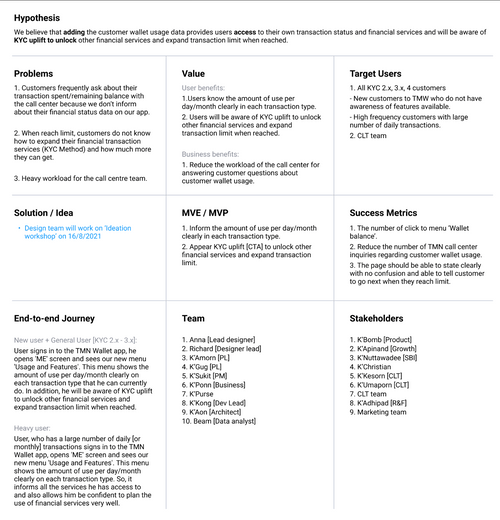 Hypothesis
We believe that adding the customer wallet usage data provides users access to their own transaction status and financial services and will be aware of
KYC uplift to unlock other financial services and expand transaction limit when reached.
Problems
1. Customers frequently ask about their
transaction spent/remaining balance with
the call center because we don't inform
about their financial status data on our app.
2. When reach limit, customers do not know
how to expand their financial transaction
services (KYC Method) and how much more
they can get.
3. Heavy workload for the call centre team.
Value
User benefits:
1.Users know the amount of use per
day/month clearly in each transaction type.
2. Users will be aware of KYC uplift to unlock
other financial services and expand
transaction limit when reached.
Business benefits:
1. Reduce the workload of the call center for
answering customer questions about
customer wallet usage.
Target Users
1. All KYC 2.x, 3.x, 4 customers
- New customers to TMW who do not have
awareness of features available.
- High frequency customers with large
number of daily transactions.
2. CLT team
Solution / Idea
• Design team will work on 'Ideation
workshop' on 16/8/2021
MVE / MVP
1. Inform the amount of use per day/month
clearly in each transaction type.
2. Appear KYC uplift [CTA] to unlock other
financial services and expand transaction
limit.
Success Metrics
1. The number of click to menu 'Wallet
balance'.
2. Reduce the number of TMN call center
inquiries regarding customer wallet usage.
3. The page should be able to state clearly
with no confusion and able to tell customer
to go next when they reach limit.
End-to-end Journey
New user + General User [KYC 2.x - 3.x]:
User signs in to the TMN Wallet app, he
opens 'ME' screen and sees our new menu
'Usage and Features'. This menu shows the
amount of use per day/month clearly on
each transaction type that he can currently
do. In addition, he will be aware of KYC uplift
to unlock other financial services and
expand transaction limit when reached.
Heavy user:
User, who has a large number of daily [or
monthly] transactions signs in to the TMN
Wallet app, opens 'ME' screen and sees our
new menu 'Usage and Features'. This menu
shows the amount of use per day/month
clearly on each transaction type. So, it
informs all the services he has access to
and also allows him be confident to plan the
use of financial services very well.
Team
1. Anna [Lead designer]
2. Richard [Designer lead]
3. K'Amorn [PL]
4. K'Gug [PL]
5. K'Sukit [PM]
6. K'Ponn [Business]
7. K'Purse
8. K'Kong [Dev Lead]
9. K'Aon [Architect]
10. Beam [Data analyst]
Stakeholders
1. K'Bomb [Product]
2. K'Apinand [Growth]
3. K'Nuttawadee [SBI]
4. K'Christian
5. K'Kesorn [CLT]
6. K'Umaporn [CLT]
7. CLT team
8. K'Adhipad [R&F]
9. Marketing team